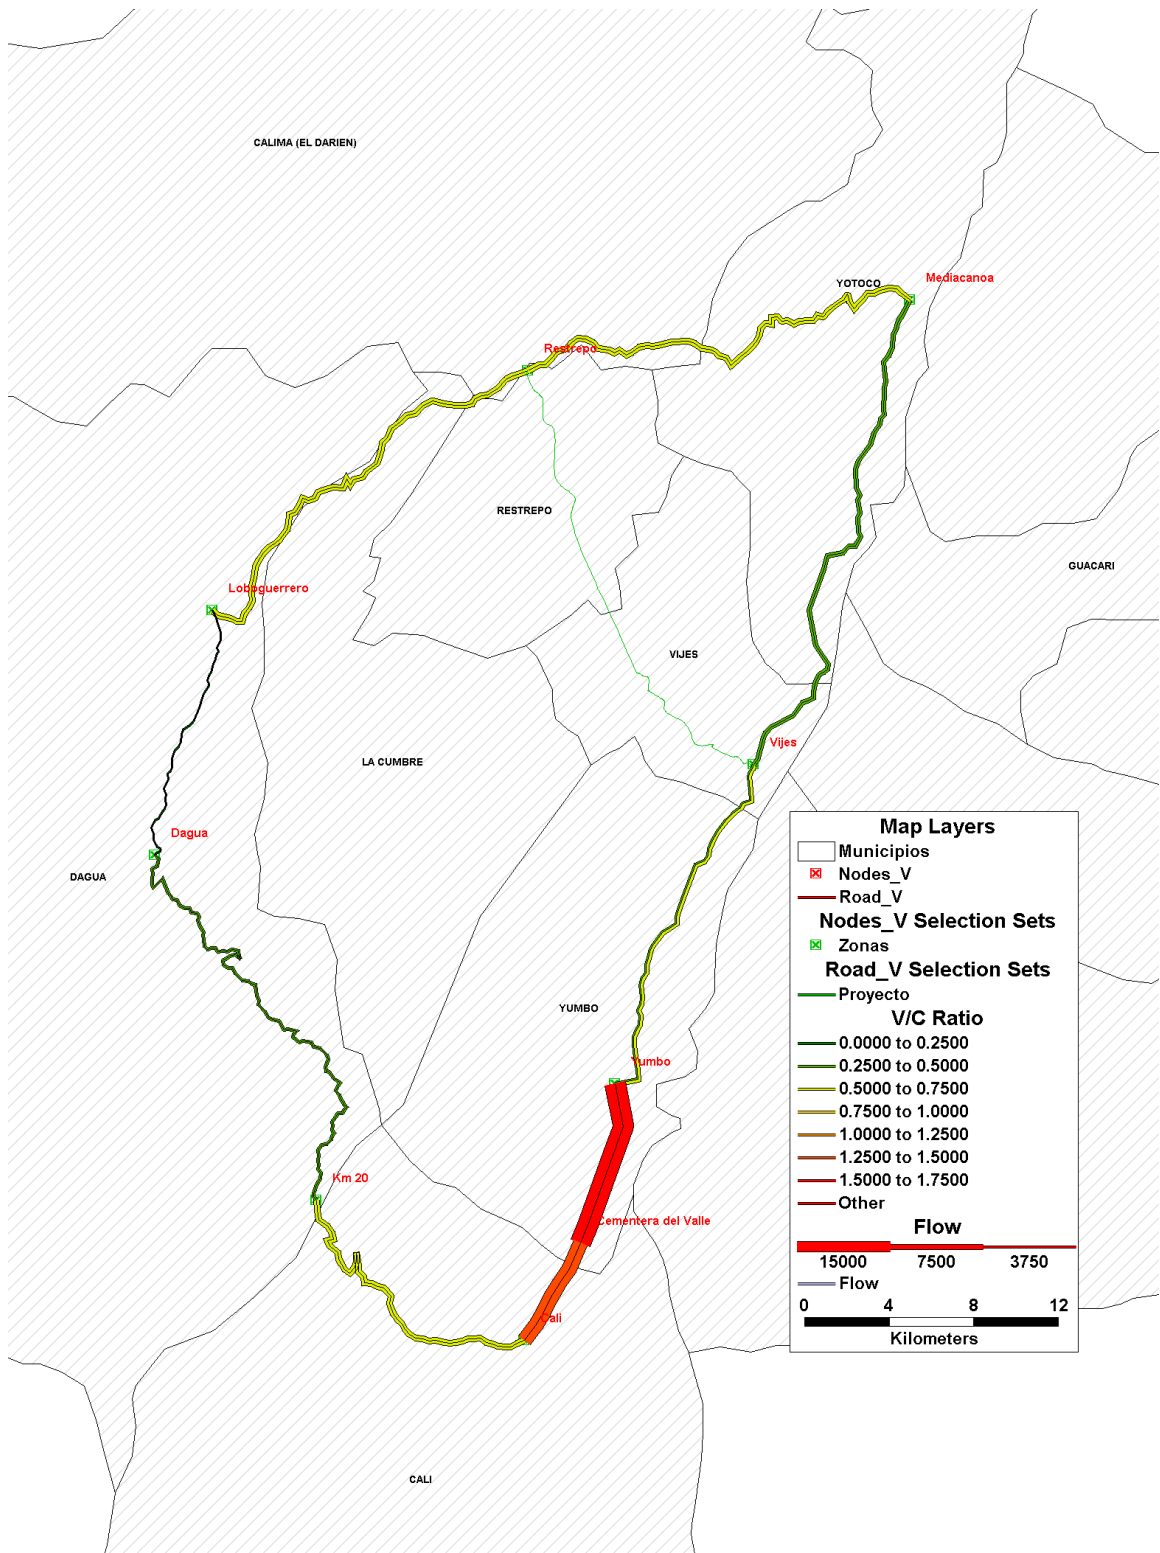 CALIMA (EL DARIEN)
Mediacanoa
YOTOCO
Restrepo
RESTREPO
GUACARI
Loboguerrero
VIJES
Vijes
LA CUMBRE
Dagua
DAGUA
YUMBO
Yumbo
Km 20
Cementera del Valle
Cali
CALI
Map Layers
Municipios
Nodes_V
Road_V
Nodes_V Selection Sets
Zonas
Road_V Selection Sets
Proyecto
V/C Ratio
0.0000 to 0.2500
0.2500 to 0.5000
0.5000 to 0.7500
0.7500 to 1.0000
1.0000 to 1.2500
1.2500 to 1.5000
1.5000 to 1.7500
Other
Flow
15000 7500 3750
Flow
0 4 8 12
Kilometers